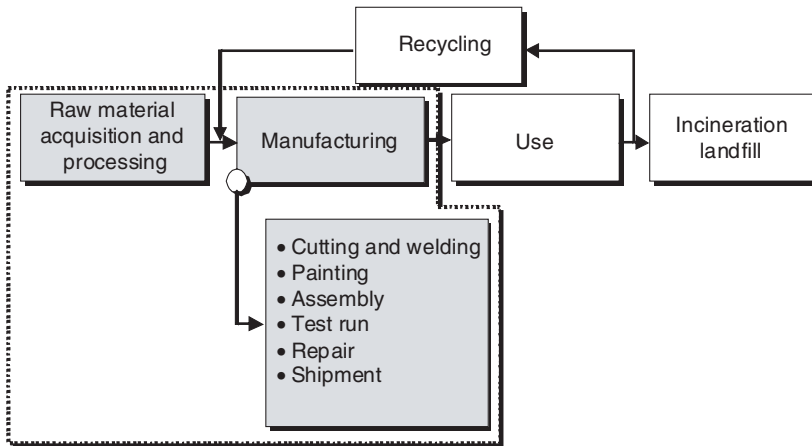 Recycling
Raw material
acquisition and
processing
Manufacturing
Use
Incineration
landfill
• Cutting and welding
• Painting
• Assembly
• Test run
• Repair
• Shipment